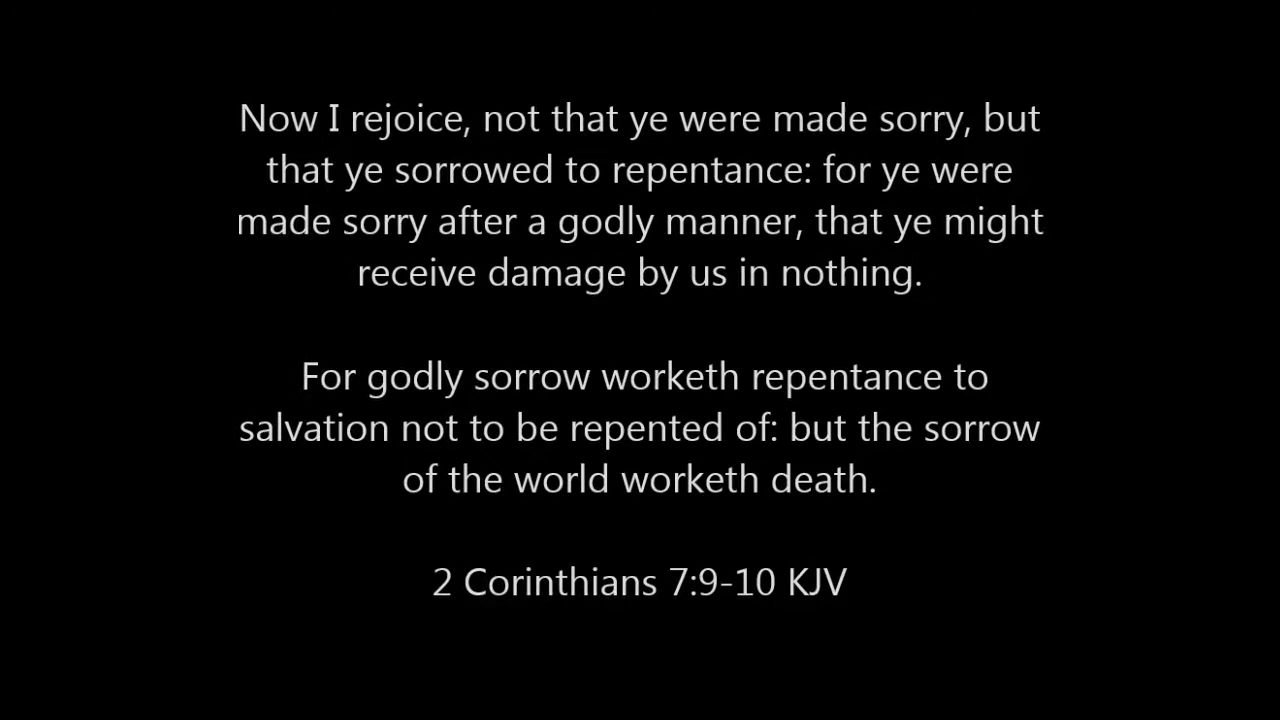 Now I rejoice, not that ye were made sorry, but
that ye sorrowed to repentance: for ye were
made sorry after a godly manner, that ye might
receive damage by us in nothing.
For godly sorrow worketh repentance to
salvation not to be repented of: but the sorrow
of the world worketh death.
2 Corinthians 7:9-10 KJV